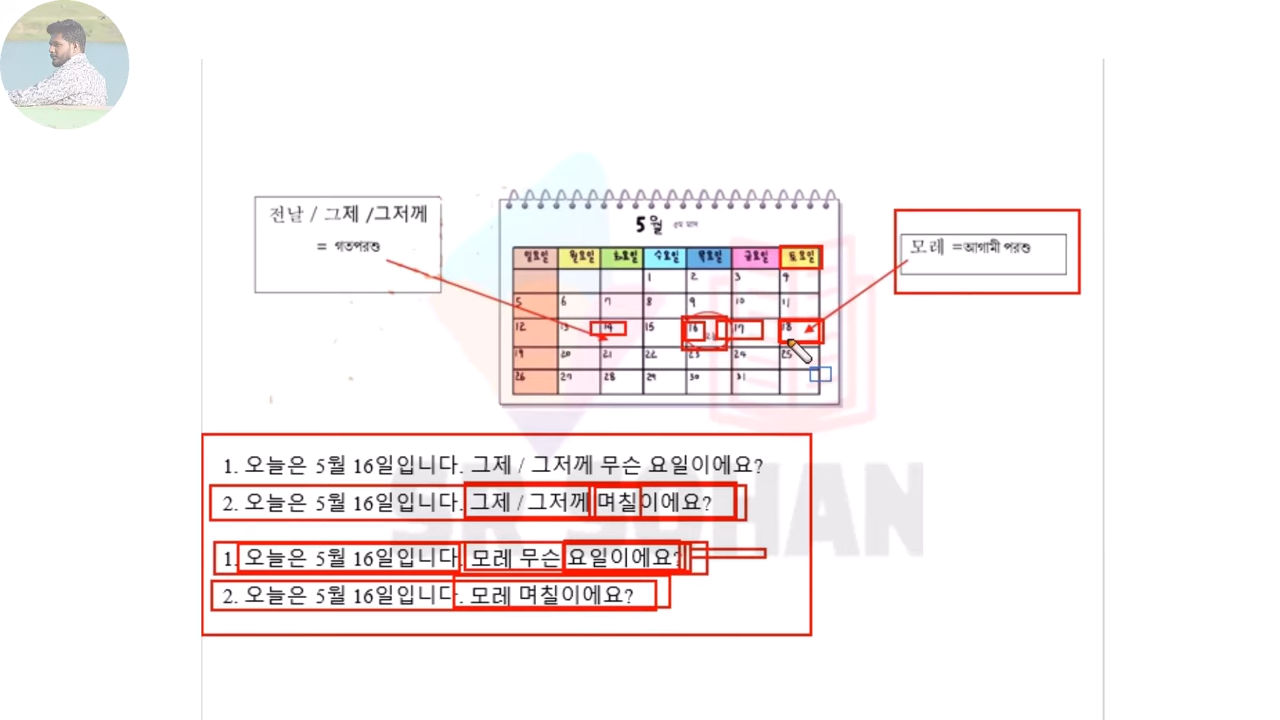 전날 / 그제 /그저께
= গতপরশু
5월
일요일 월요일 화요일 수요일 목요일 금요일 토요일
1 2 3 4
5 6 7 8 9 10 11
12 13 14 15 16 17 18
19 20 21 22 23 24 25
26 27 28 29 30 31
모레 =আগামী পরশু
1. 오늘은 5월 16일입니다. 그제 / 그저께 무슨 요일이에요?
2. 오늘은 5월 16일입니다. 그제 / 그저께 며칠이에요?
1. 오늘은 5월 16일입니다. 모레 무슨 요일이에요?
2. 오늘은 5월 16일입니다. 모레 며칠이에요?
SR SOHAN